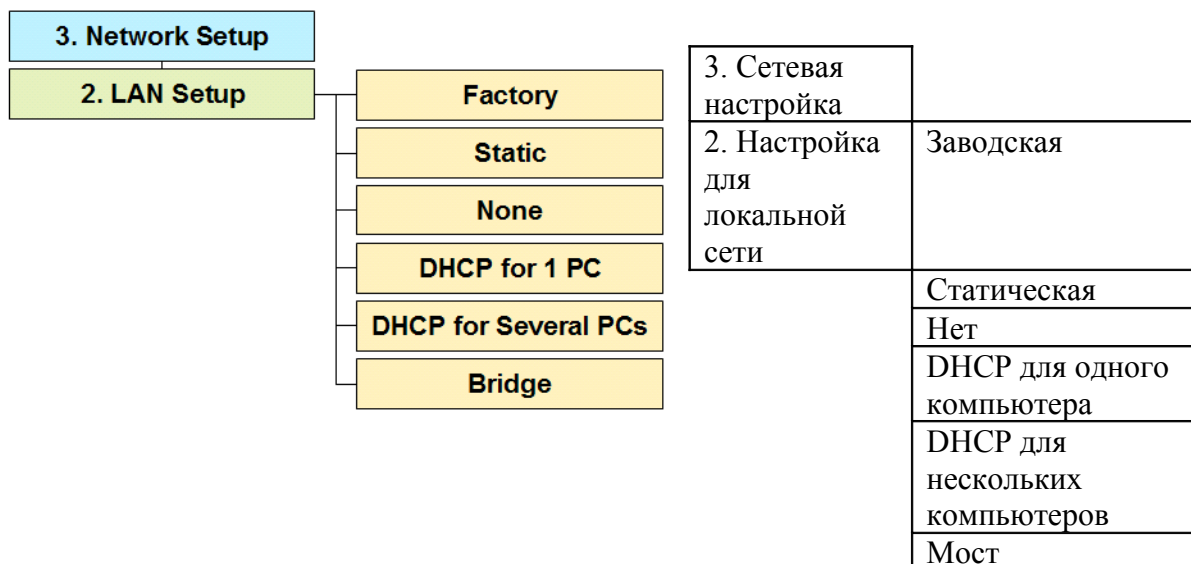 3. Network Setup
2. LAN Setup
Factory
Static
None
DHCP for 1 PC
DHCP for Several PCs
Bridge
3. Сетевая
настройка
2. Настройка
для
локальной
сети
Заводская
Статическая
Нет
DHCP для одного
компьютера
DHCP для
нескольких
компьютеров
Мост